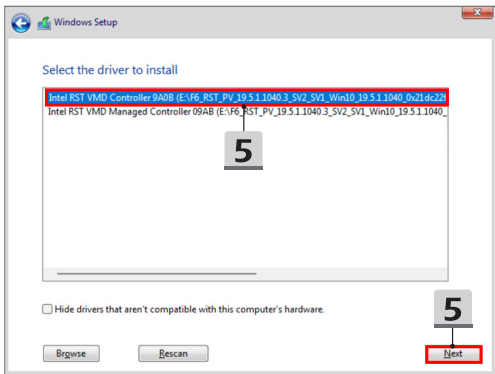 Windows Setup
Select the driver to install
Intel RST VMD Controller 9A0B (E:\F6_RST_PV_19.5.1.1040.3_SV2_SV1_Win10_19.5.1.1040_0x21dc22f
Intel RST VMD Managed Controller 09AB (E:\F6_RST_PV_19.5.1.1040.3_SV2_SV1_Win10_19.5.1.1040_
5
Hide drivers that aren't compatible with this computer's hardware.
5
Browse
Rescan
Next